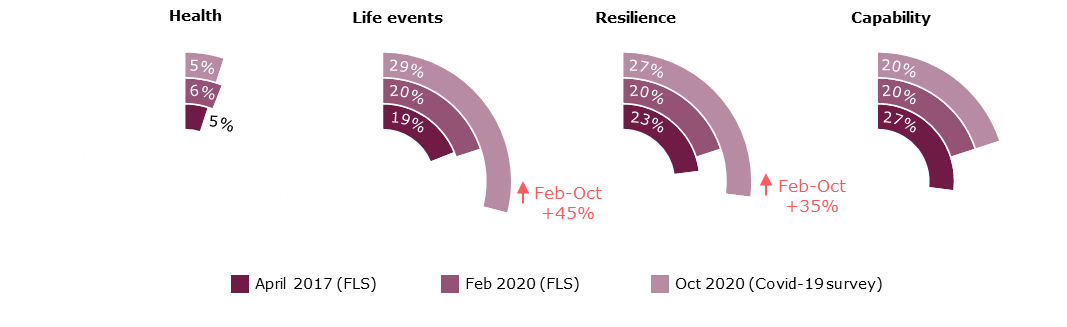 Health
Life events
Resilience
Capability
5%
6%
5%
29%
20%
19%
Feb-Oct
+45%
27%
20%
23%
Feb-Oct
+35%
20%
20%
27%
April 2017 (FLS)
Feb 2020 (FLS)
Oct 2020 (Covid-19 survey)